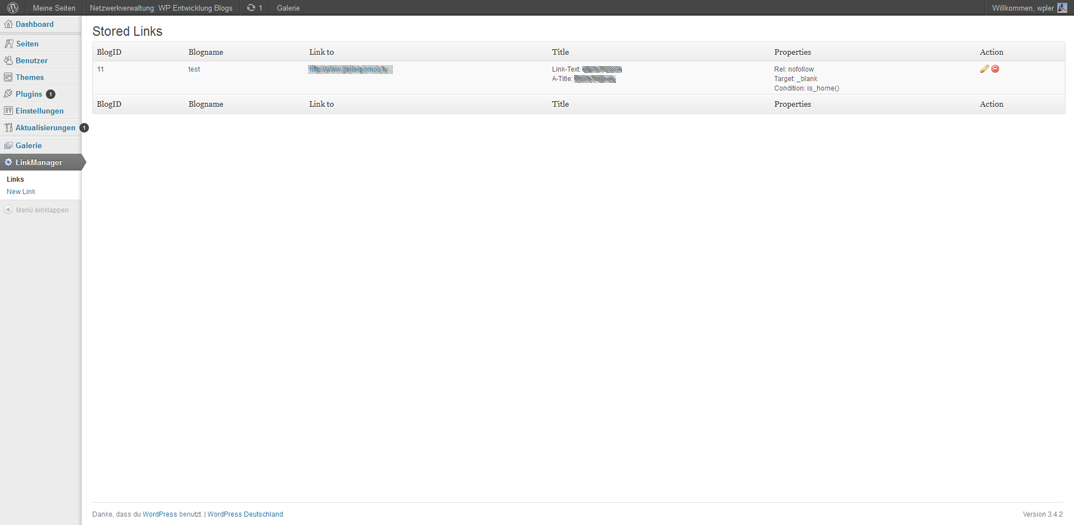 Meine Seiten Netzwerkverwaltung: WP Entwicklung Blogs 1 Galerie Willkommen, wpler
Dashboard
Seiten
Benutzer
Themes
Plugins 1
Einstellungen
Aktualisierungen 1
Galerie
LinkManager
Links
New Link
Menü einklappen
Stored Links
BlogID Blogname Link to Title Properties Action
11 test Link-Text: Rel: nofollow
A-Title: Target: _blank
Condition: is_home()
BlogID Blogname Link to Title Properties Action
Danke, dass du WordPress benutzt. | WordPress Deutschland Version 3.4.2